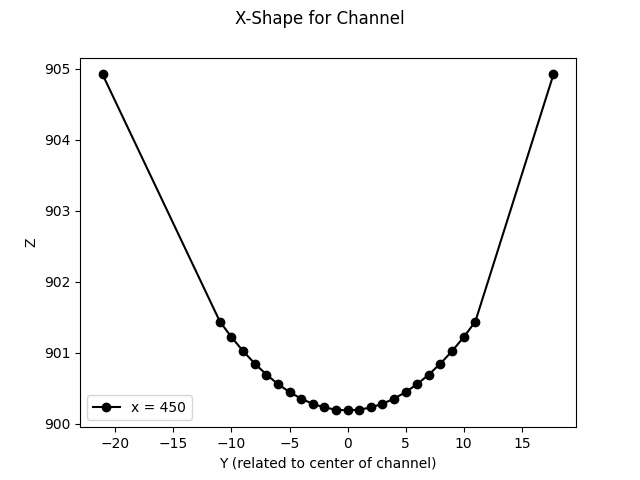 X-Shape for Channel
905
904
903
902
901
900
Z
x = 450
−20 −15 −10 −5 0 5 10 15
Y (related to center of channel)